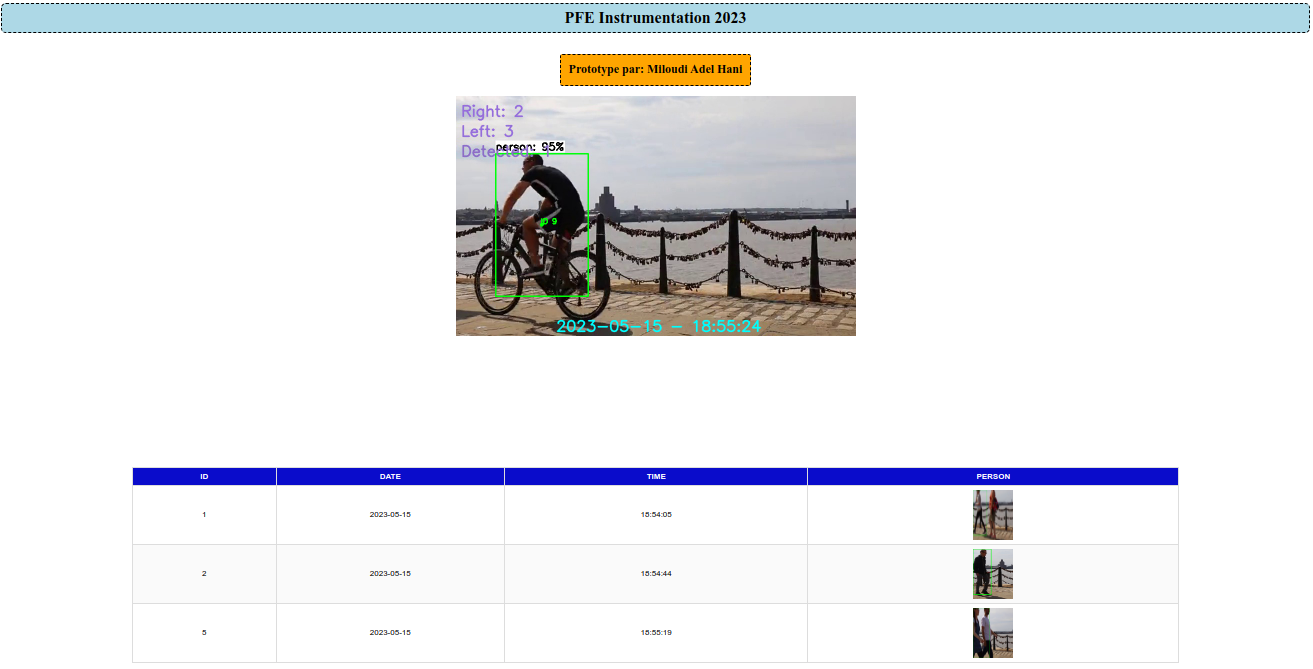 PFE Instrumentation 2023
Prototype par: Miloudi Adel Hani
Right: 2
Left: 3
person: 95%
Detected:
ID 9
2023-05-15 - 18:55:24
ID DATE TIME PERSON
1 2023-05-15 18:54:05
2 2023-05-15 18:54:44
5 2023-05-15 18:55:19